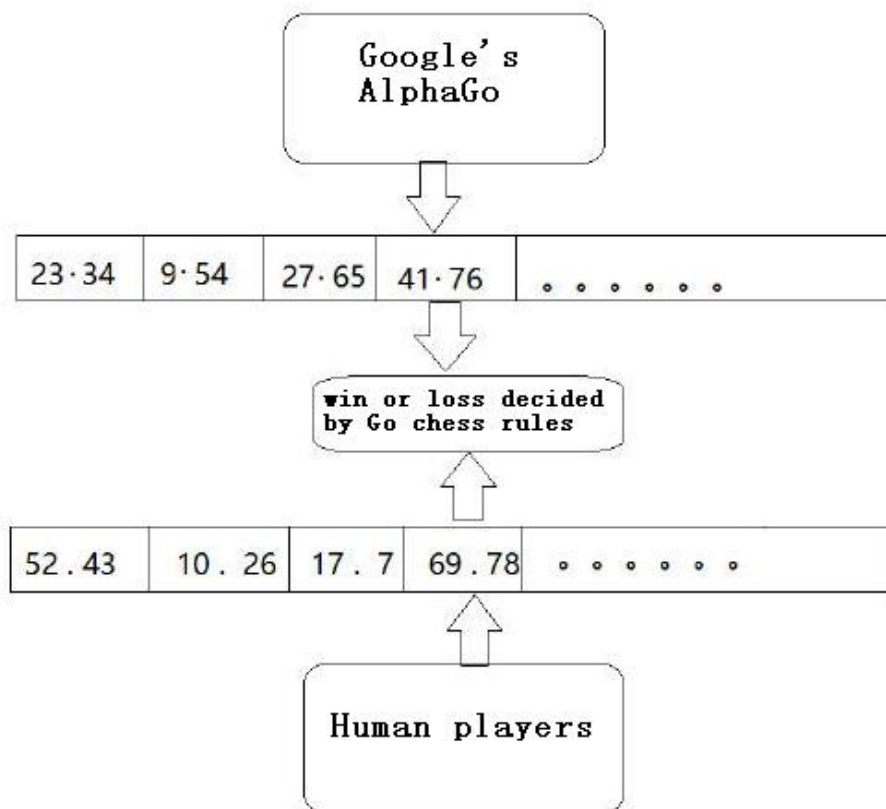 Google's
AlphaGo
23·34 9·54 27·65 41·76 。。。。。。
win or loss decided
by Go chess rules
52.43 10.26 17.7 69.78 。。。。。。
Human players